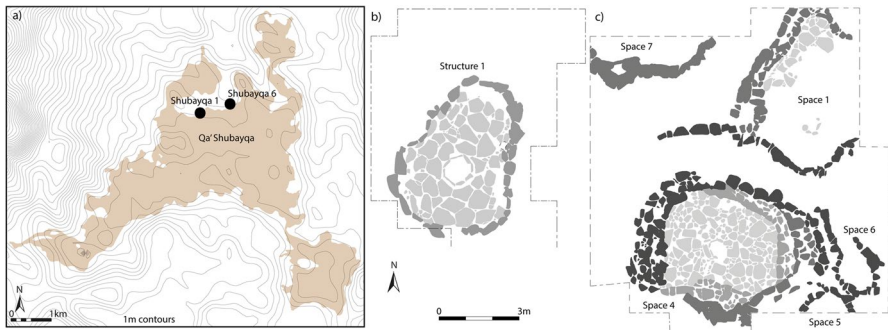 a)
Shubayqa 1
Shubayqa 6
Qa' Shubayqa
N
0
1km
1m contours
b)
Structure 1
N
0
3m
c)
Space 7
Space 1
Space 6
Space 4
Space 5